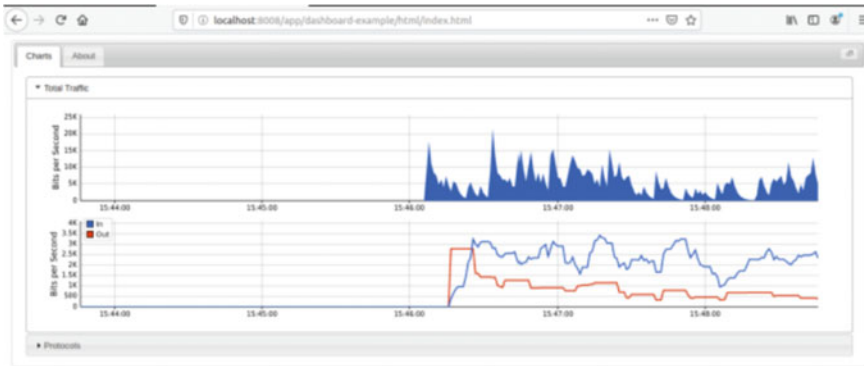 localhost:8008/app/dashboard-example/html/index.html
Charts
About
Total Traffic
Bits per Second
25K
20K
15K
10K
5K
0
15:44:00
15:45:00
15:46:00
15:47:00
15:48:00
Bits per Second
4K
3.5K
3K
2.5K
2K
1.5K
1K
500
0
In
Out
15:44:00
15:45:00
15:46:00
15:47:00
15:48:00
Protocols